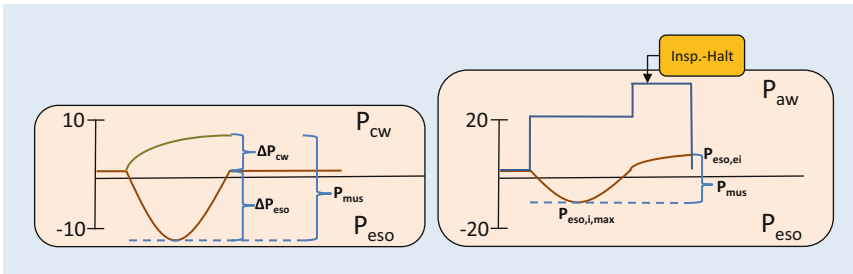 10
P_cw
ΔP_cw
P_mus
ΔP_eso
-10
P_eso
Insp.-Halt
P_aw
20
P_eso,ei
P_mus
P_eso,i,max
-20
P_eso